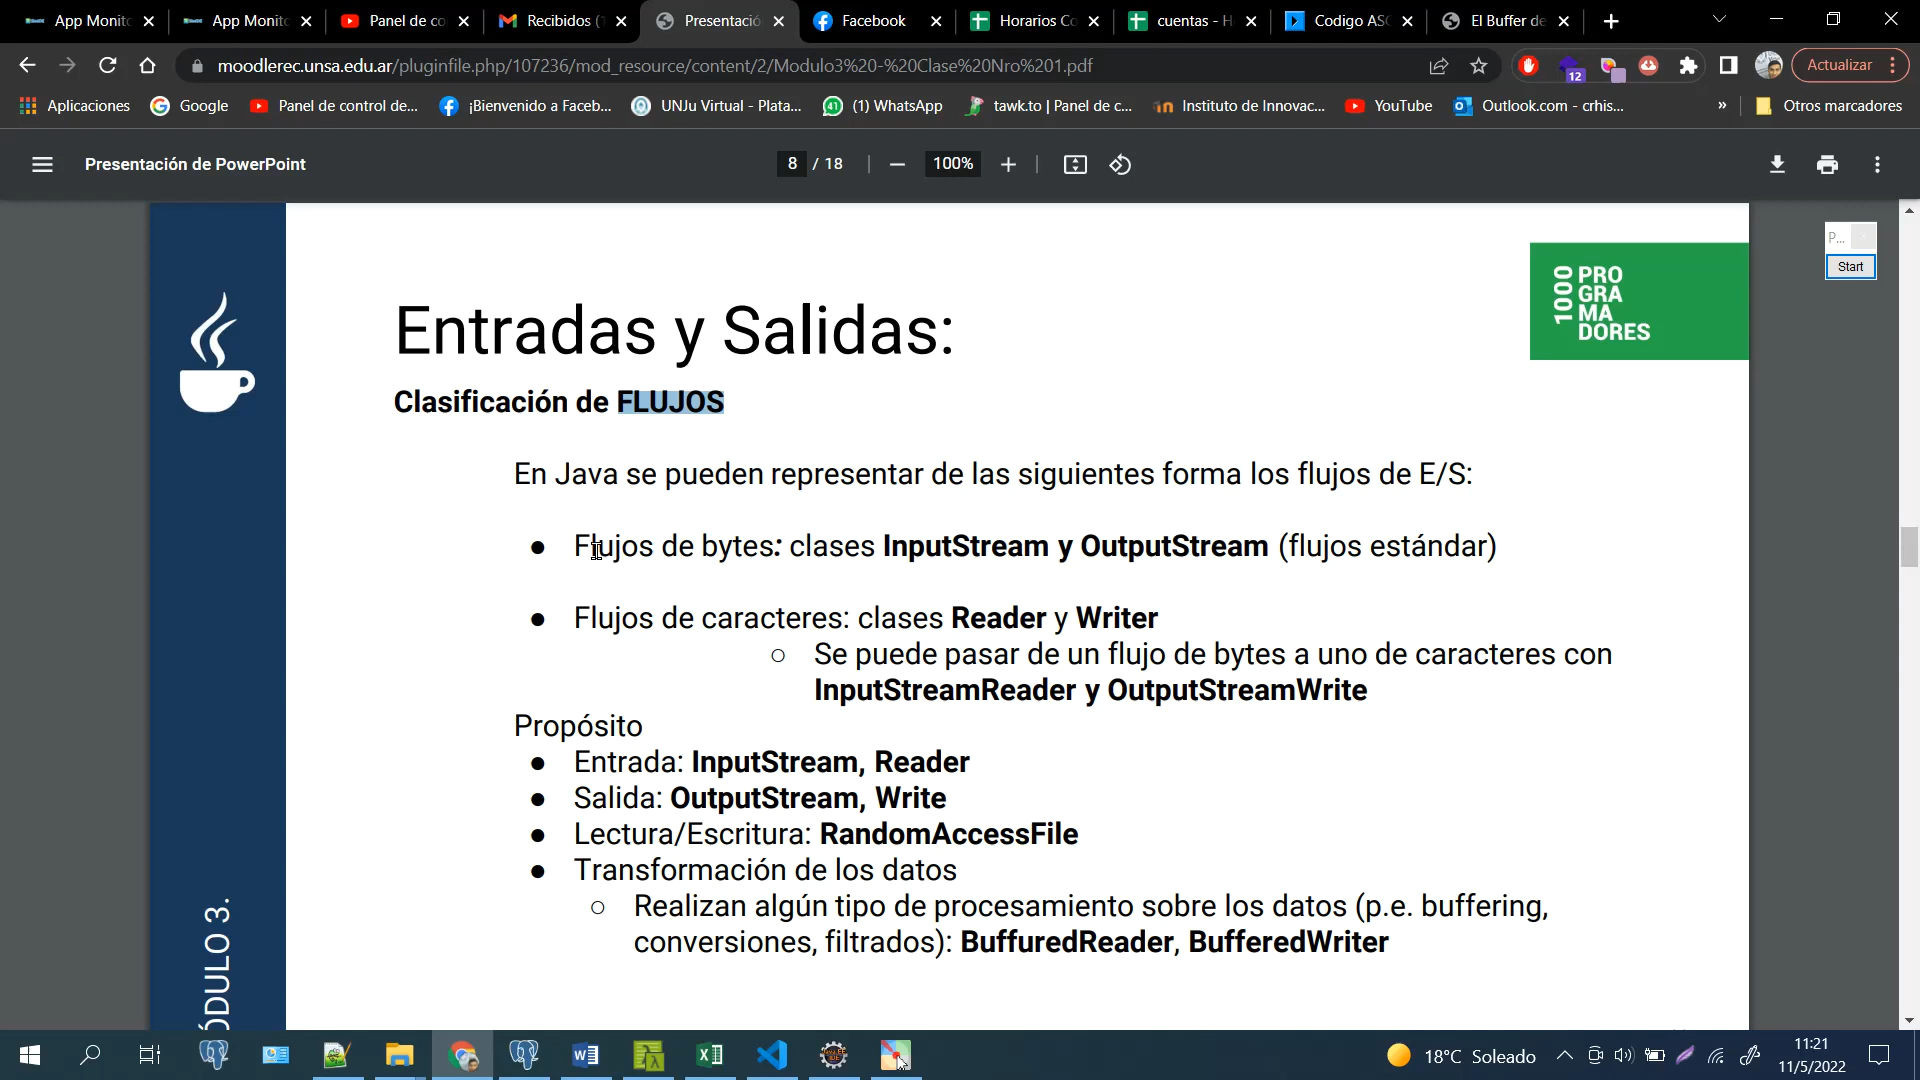 App Monito
App Monito
Panel de co
Recibidos (1
Presentació
Facebook
Horarios Co
cuentas - H
Codigo ASC
El Buffer de
moodlerec.unsa.edu.ar/pluginfile.php/107236/mod_resource/content/2/Modulo3%20-%20Clase%20Nro%201.pdf
12
Actualizar
Aplicaciones
Google
Panel de control de...
¡Bienvenido a Faceb...
UNJu Virtual - Plata...
41
(1) WhatsApp
tawk.to | Panel de c...
Instituto de Innovac...
YouTube
Outlook.com - crhis...
»
Otros marcadores
Presentación de PowerPoint
8 / 18
100%
P...
Start
1000
PRO
GRA
MA
DORES
Entradas y Salidas:
Clasificación de FLUJOS
En Java se pueden representar de las siguientes forma los flujos de E/S:
● Flujos de bytes: clases InputStream y OutputStream (flujos estándar)
● Flujos de caracteres: clases Reader y Writer
○ Se puede pasar de un flujo de bytes a uno de caracteres con
InputStreamReader y OutputStreamWrite
Propósito
● Entrada: InputStream, Reader
● Salida: OutputStream, Write
● Lectura/Escritura: RandomAccessFile
● Transformación de los datos
○ Realizan algún tipo de procesamiento sobre los datos (p.e. buffering,
conversiones, filtrados): BuffuredReader, BufferedWriter
ÓDULO 3.
18°C Soleado
11:21
11/5/2022